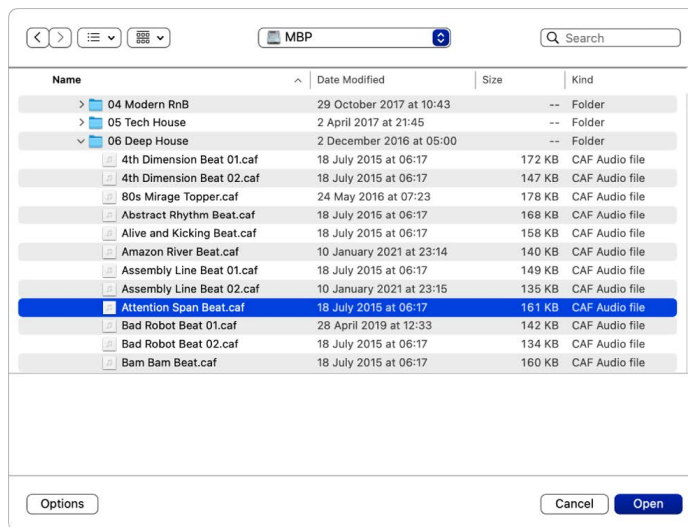 MBP
Search
Name Date Modified Size Kind
04 Modern RnB 29 October 2017 at 10:43 -- Folder
05 Tech House 2 April 2017 at 21:45 -- Folder
06 Deep House 2 December 2016 at 05:00 -- Folder
4th Dimension Beat 01.caf 18 July 2015 at 06:17 172 KB CAF Audio file
4th Dimension Beat 02.caf 18 July 2015 at 06:17 147 KB CAF Audio file
80s Mirage Topper.caf 24 May 2016 at 07:23 178 KB CAF Audio file
Abstract Rhythm Beat.caf 18 July 2015 at 06:17 168 KB CAF Audio file
Alive and Kicking Beat.caf 18 July 2015 at 06:17 158 KB CAF Audio file
Amazon River Beat.caf 10 January 2021 at 23:14 140 KB CAF Audio file
Assembly Line Beat 01.caf 18 July 2015 at 06:17 149 KB CAF Audio file
Assembly Line Beat 02.caf 10 January 2021 at 23:15 135 KB CAF Audio file
Attention Span Beat.caf 18 July 2015 at 06:17 161 KB CAF Audio file
Bad Robot Beat 01.caf 28 April 2019 at 12:33 142 KB CAF Audio file
Bad Robot Beat 02.caf 18 July 2015 at 06:17 134 KB CAF Audio file
Bam Bam Beat.caf 18 July 2015 at 06:17 160 KB CAF Audio file
Options Cancel Open